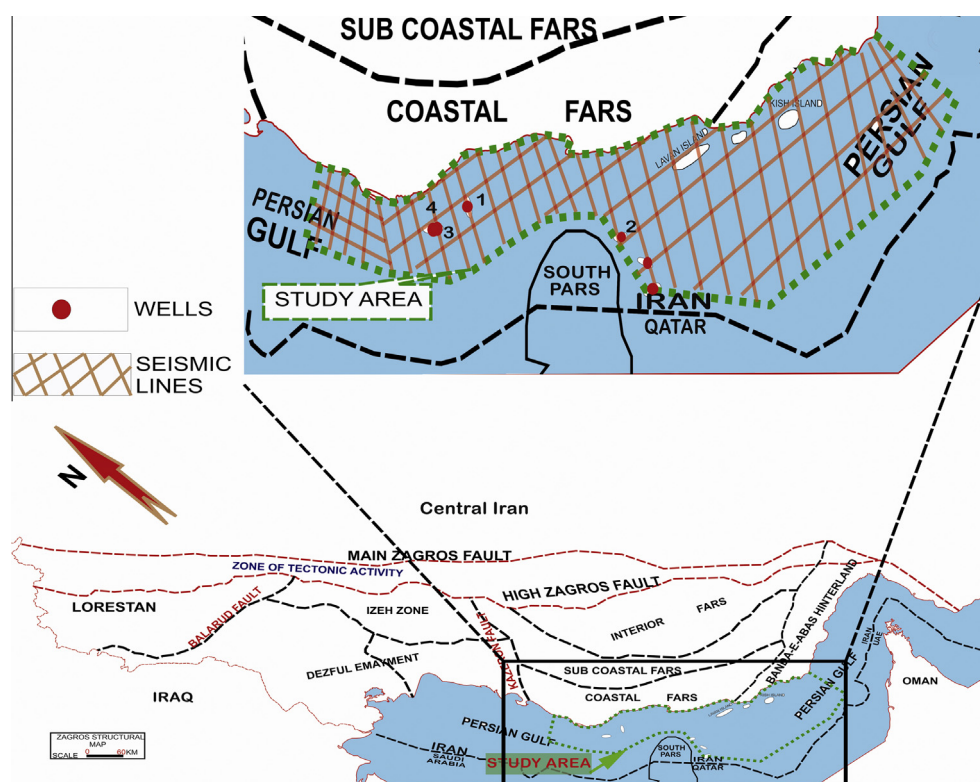 SUB COASTAL FARS
COASTAL FARS
KISH ISLAND
LAVAN ISLAND
PERSIAN
GULF
PERSIAN
GULF
1
4
3
2
SOUTH
PARS
STUDY AREA
IRAN
QATAR
WELLS
SEISMIC
LINES
N
Central Iran
MAIN ZAGROS FAULT
ZONE OF TECTONIC ACTIVITY
HIGH ZAGROS FAULT
LORESTAN
BALARUD FAULT
IZEH ZONE
FARS
INTERIOR
BANDA-E-ABAS HINTERLAND
IRAN
UAE
DEZFUL EMAYMENT
KAZROON FAULT
SUB COASTAL FARS
IRAQ
COASTAL FARS
OMAN
PERSIAN GULF
PERSIAN GULF
ZAGROS STRUCTURAL
MAP
SCALE 0 60KM
IRAN
SAUDI
ARABIA
SOUTH
PARS
STUDY AREA
IRAN
QATAR